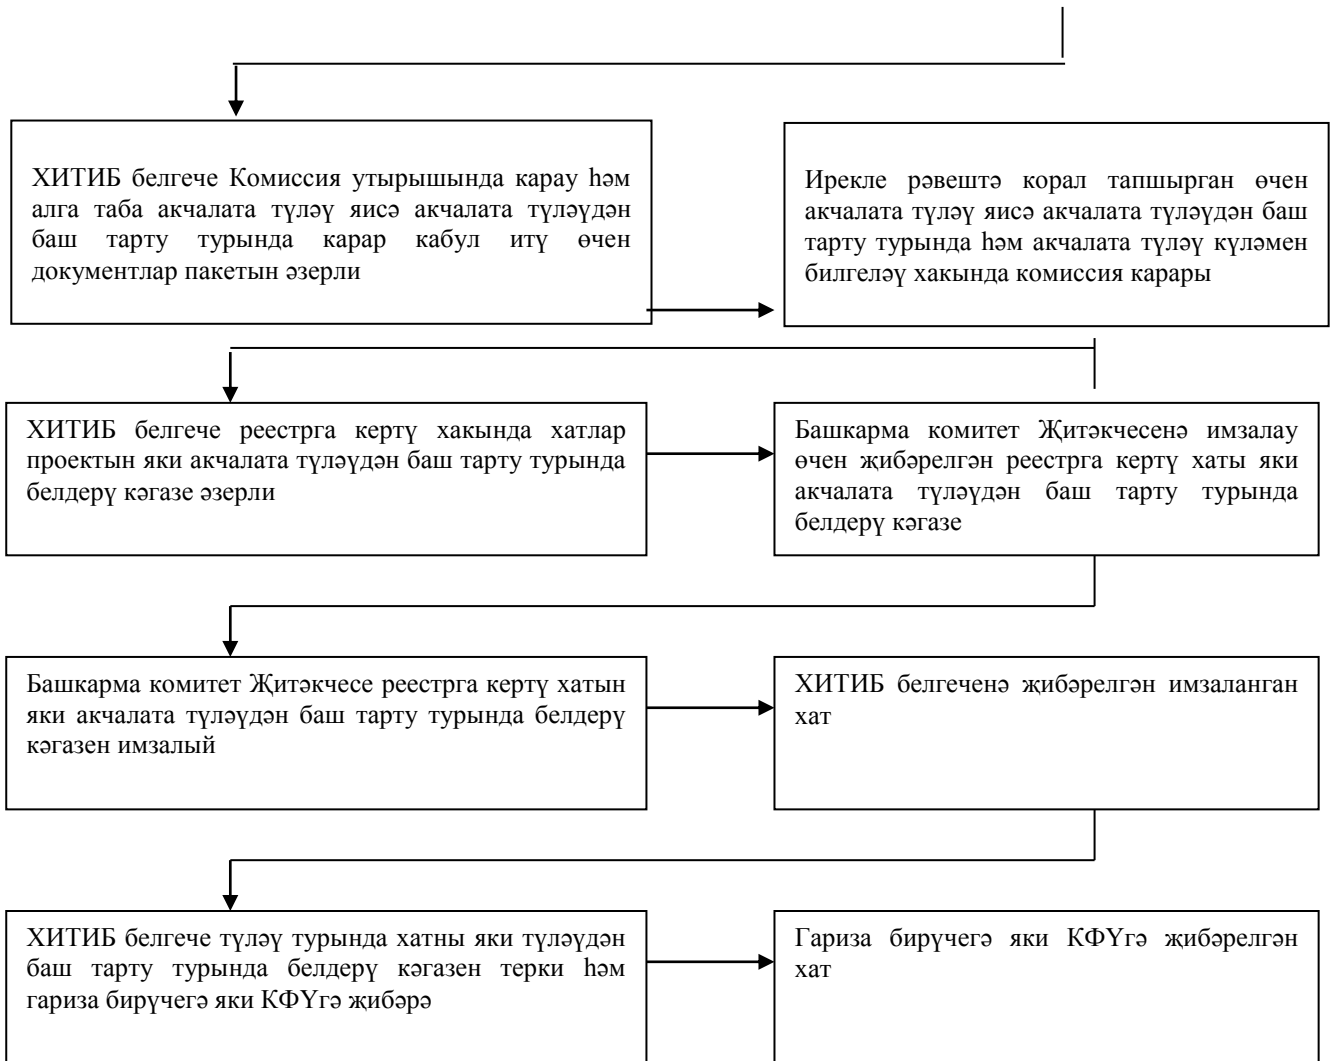 ХИТИБ белгече Комиссия утырышында карау һәм
алга таба акчалата түләү яисә акчалата түләүдән
баш тарту турында карар кабул итү өчен
документлар пакетын әзерли
Ирекле рәвештә корал тапшырган өчен
акчалата түләү яисә акчалата түләүдән баш
тарту турында һәм акчалата түләү күләмен
билгеләү хакында комиссия карары
ХИТИБ белгече реестрга кертү хакында хатлар
проектын яки акчалата түләүдән баш тарту турында
белдерү кәгазе әзерли
Башкарма комитет Җитәкчесенә имзалау
өчен җибәрелгән реестрга кертү хаты яки
акчалата түләүдән баш тарту турында
белдерү кәгазе
Башкарма комитет Җитәкчесе реестрга кертү хатын
яки акчалата түләүдән баш тарту турында белдерү
кәгазен имзалый
ХИТИБ белгеченә җибәрелгән имзаланган
хат
ХИТИБ белгече түләү турында хатны яки түләүдән
баш тарту турында белдерү кәгазен терки һәм
гариза бирүчегә яки КФҮгә җибәрә
Гариза бирүчегә яки КФҮгә җибәрелгән
хат